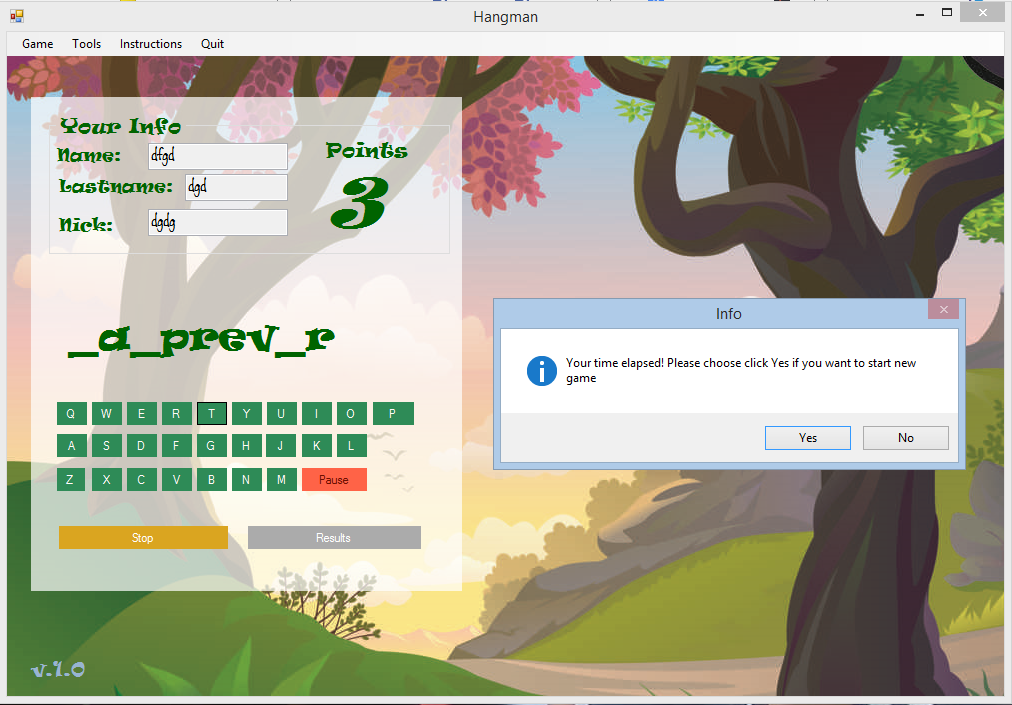 Hangman
Game Tools Instructions Quit
Your Info
Name: dfgd
Points
Lastname: dgd
3
Nick: dgdg
_a_prev_r
Q W E R T Y U I O P
A S D F G H J K L
Z X C V B N M Pause
Stop Results
v.1.0
Info
Your time elapsed! Please choose click Yes if you want to start new
game
Yes No